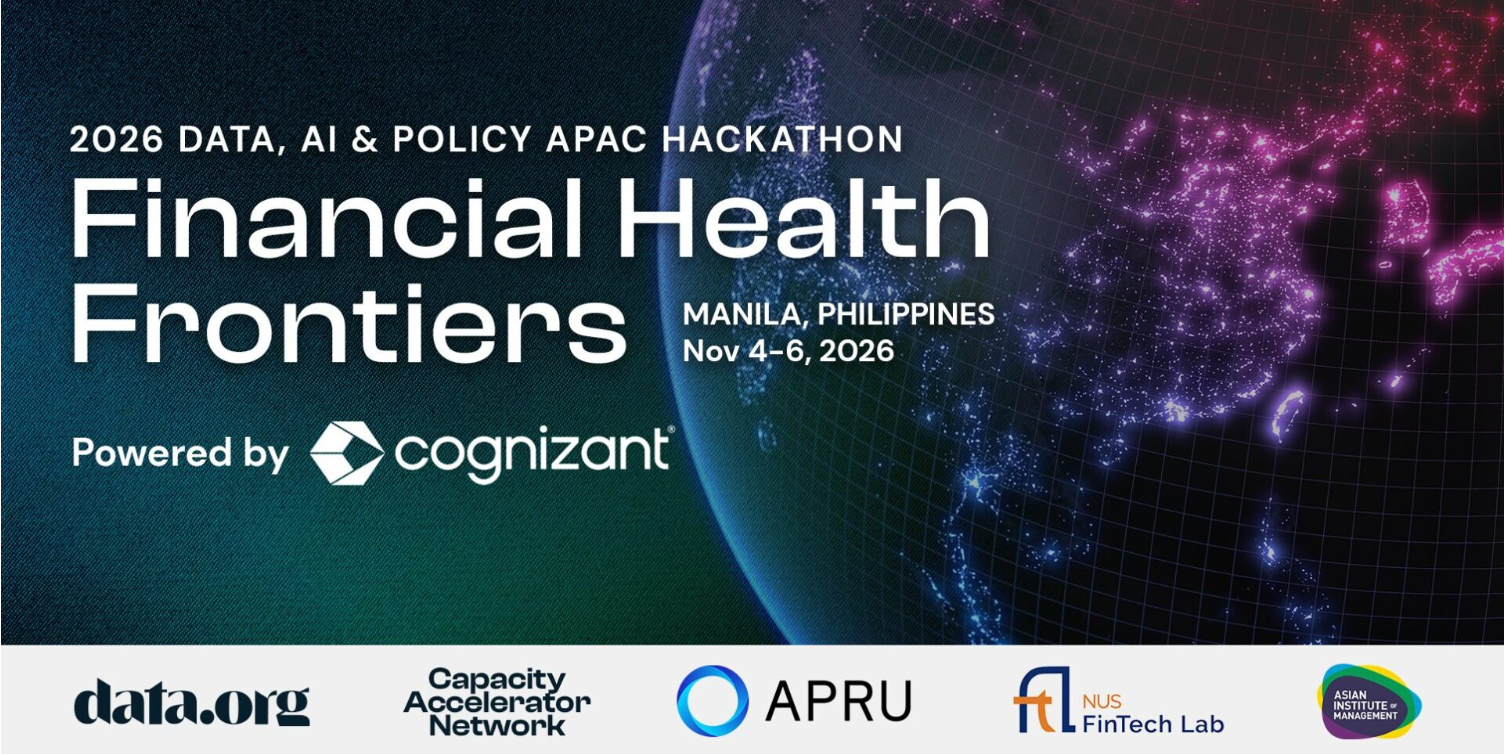 2026 DATA, AI & POLICY APAC HACKATHON
Financial Health
Frontiers
MANILA, PHILIPPINES
Nov 4-6, 2026
Powered by cognizant®
data.org
Capacity
Accelerator
Network
APRU
NUS
FinTech Lab
ASIAN
INSTITUTE OF
MANAGEMENT